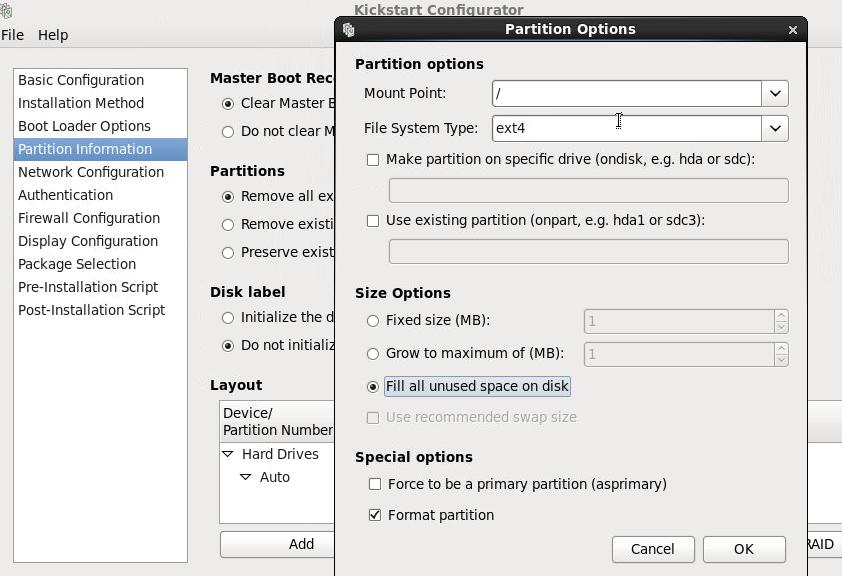 Kickstart Configurator
File Help
Basic Configuration
Installation Method
Boot Loader Options
Partition Information
Network Configuration
Authentication
Firewall Configuration
Display Configuration
Package Selection
Pre-Installation Script
Post-Installation Script
Master Boot Rec
Clear Master B
Do not clear M
Partitions
Remove all ex
Remove existi
Preserve exist
Disk label
Initialize the d
Do not initializ
Layout
Device/
Partition Number
Hard Drives
Auto
Add
RAID
Partition Options
Partition options
Mount Point: /
File System Type: ext4
Make partition on specific drive (ondisk, e.g. hda or sdc):
Use existing partition (onpart, e.g. hda1 or sdc3):
Size Options
Fixed size (MB): 1
Grow to maximum of (MB): 1
Fill all unused space on disk
Use recommended swap size
Special options
Force to be a primary partition (asprimary)
Format partition
Cancel OK